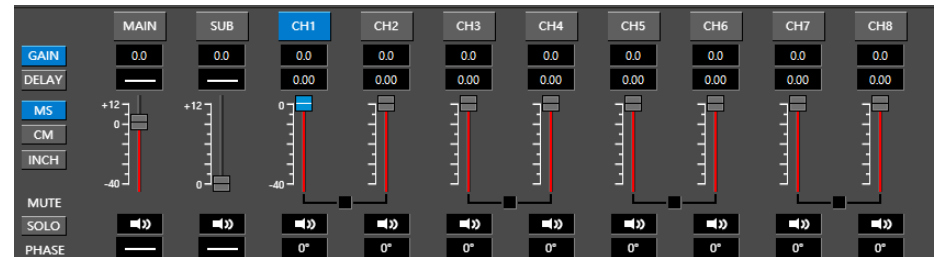 MAIN SUB CH1 CH2 CH3 CH4 CH5 CH6 CH7 CH8
GAIN 0.0 0.0 0.0 0.0 0.0 0.0 0.0 0.0 0.0 0.0
DELAY 0.00 0.00 0.00 0.00 0.00 0.00 0.00 0.00
MS +12 +12 0
CM 0
INCH
-40 0 -40
MUTE
SOLO
PHASE 0° 0° 0° 0° 0° 0° 0° 0°